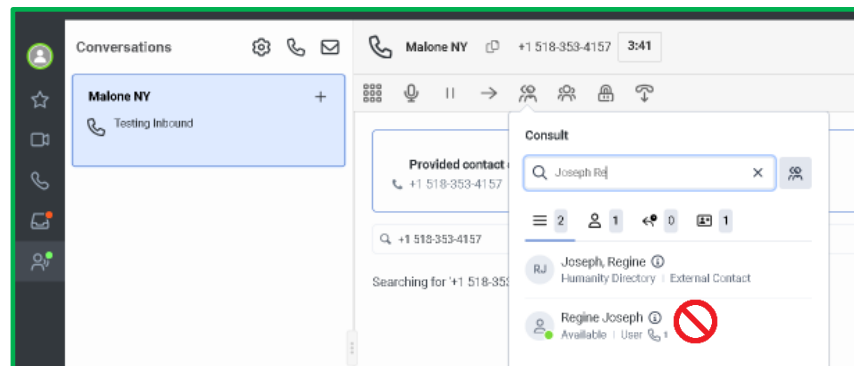 Conversations
Malone NY
+1 518-353-4157
3:41
Malone NY
+
Testing Inbound
Consult
Joseph Re
Provided contact
+1 518-353-4157
2
1
0
1
+1 518-353-4157
Searching for '+1 518-35
RJ
Joseph, Regine
Humanity Directory | External Contact
Regine Joseph
Available | User 1